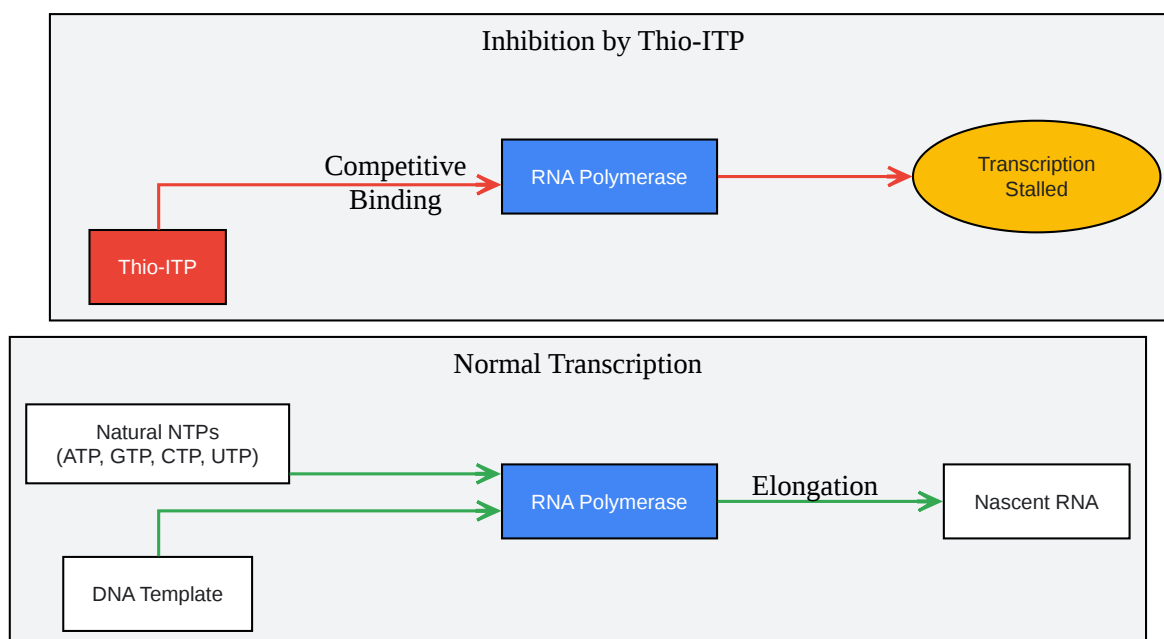 Inhibition by Thio-ITP
Competitive
Binding
RNA Polymerase
Transcription
Stalled
Thio-ITP
Normal Transcription
Natural NTPs
(ATP, GTP, CTP, UTP)
RNA Polymerase
Elongation
Nascent RNA
DNA Template